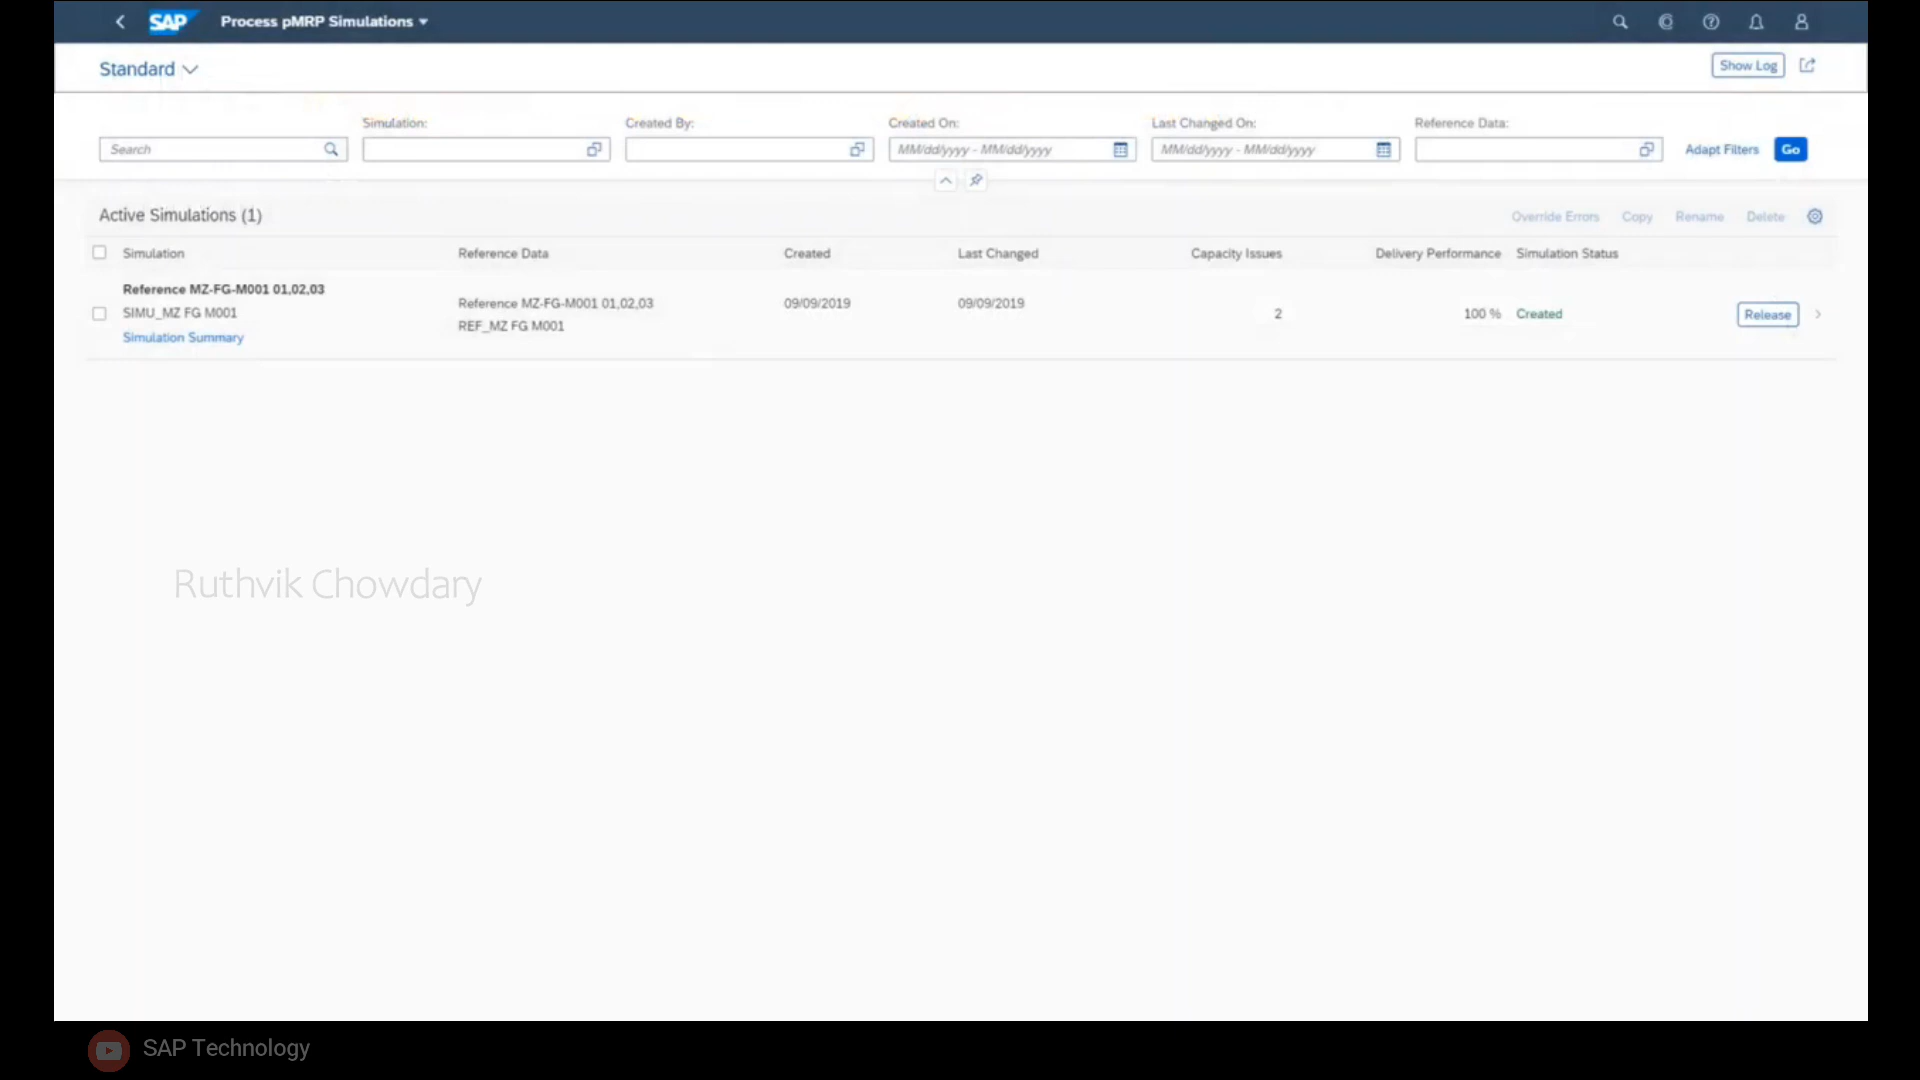 SAP Process pMRP Simulations
Standard
Show Log
Simulation: Created By: Created On: Last Changed On: Reference Data:
Search MM/dd/yyyy - MM/dd/yyyy MM/dd/yyyy - MM/dd/yyyy Adapt Filters Go
Active Simulations (1) Override Errors Copy Rename Delete
Simulation Reference Data Created Last Changed Capacity Issues Delivery Performance Simulation Status
Reference MZ-FG-M001 01,02,03
SIMU_MZ FG M001
Simulation Summary
Reference MZ-FG-M001 01,02,03
REF_MZ FG M001
09/09/2019 09/09/2019 2 100 % Created Release
Ruthvik Chowdary
SAP Technology